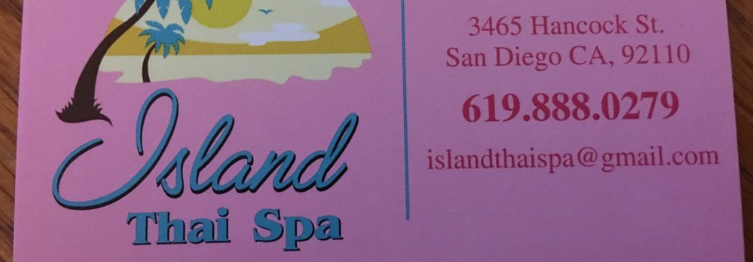 Island
Thai Spa
3465 Hancock St.
San Diego CA, 92110
619.888.0279
islandthaispa@gmail.com